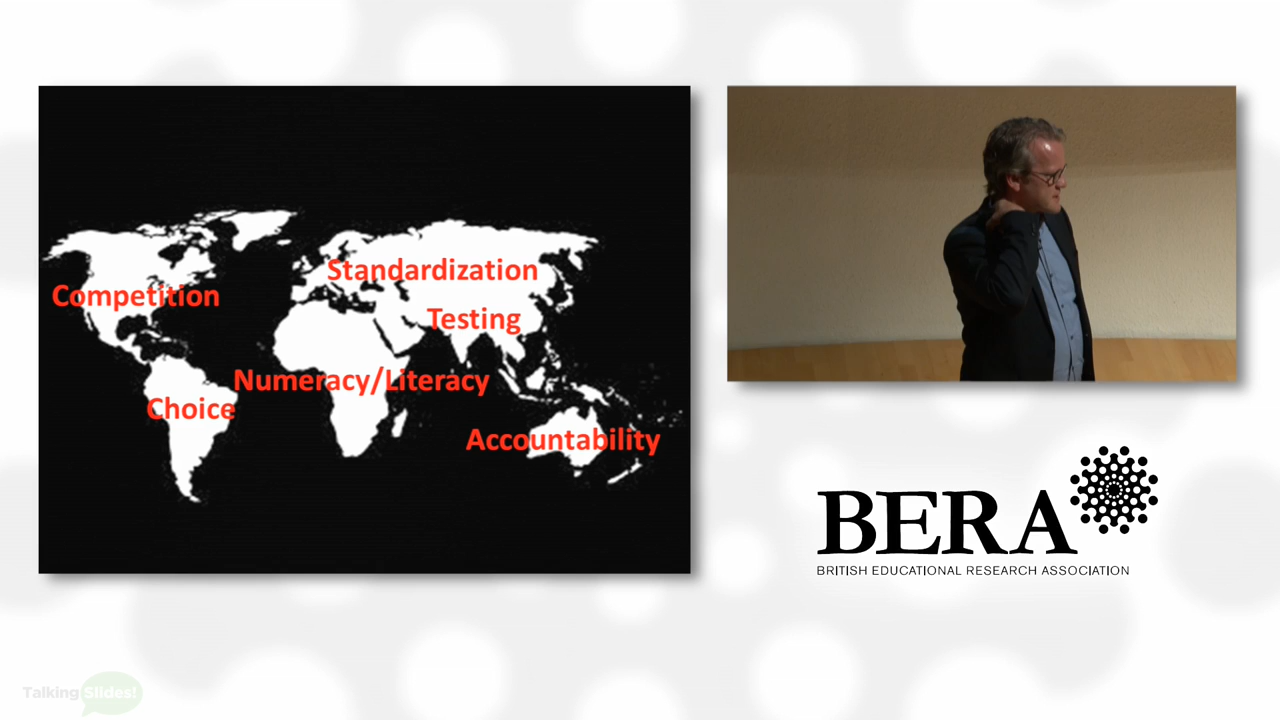 Standardization
Competition
Testing
Numeracy/Literacy
Choice
Accountability
BERA
BRITISH EDUCATIONAL RESEARCH ASSOCIATION
Talking Slides!